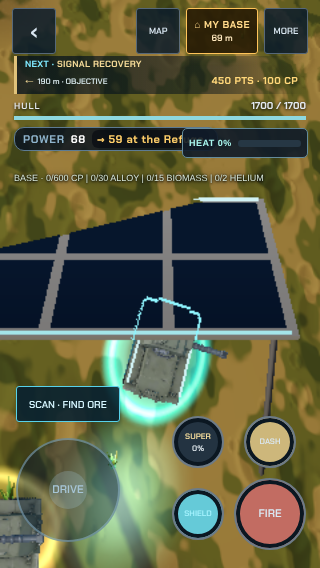 ‹
MAP
⌂ MY BASE
69 m
MORE
NEXT · SIGNAL RECOVERY
← 190 m · OBJECTIVE
450 PTS · 100 CP
HULL
1700 / 1700
POWER 68 → 59 at the Ref
HEAT 0%
BASE · 0/600 CP | 0/30 ALLOY | 0/15 BIOMASS | 0/2 HELIUM
SCAN · FIND ORE
SUPER
0%
DASH
DRIVE
SHIELD
FIRE